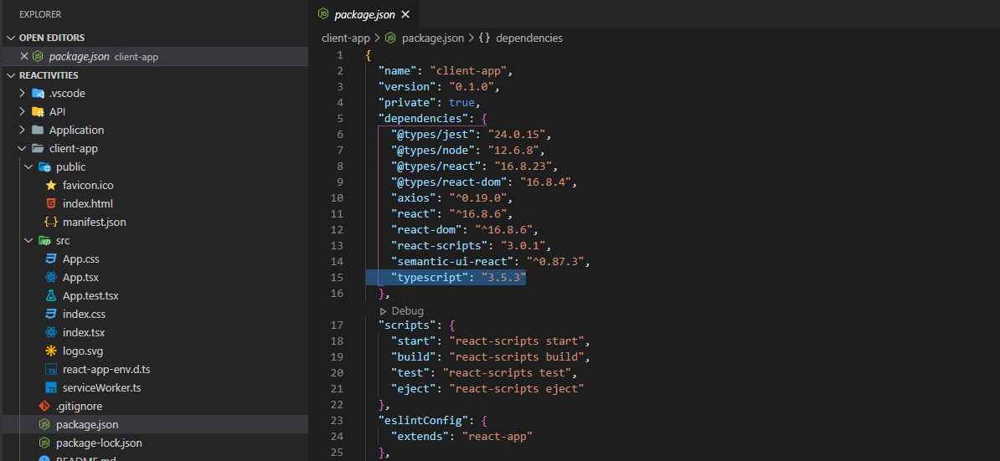 EXPLORER
OPEN EDITORS
package.json client-app
REACTIVITIES
.vscode
API
Application
client-app
public
favicon.ico
index.html
manifest.json
src
App.css
App.tsx
App.test.tsx
index.css
index.tsx
logo.svg
react-app-env.d.ts
serviceWorker.ts
.gitignore
package.json
package-lock.json
README.md
package.json
client-app > package.json > {} dependencies
1 {
2 "name": "client-app",
3 "version": "0.1.0",
4 "private": true,
5 "dependencies": {
6 "@types/jest": "24.0.15",
7 "@types/node": "12.6.8",
8 "@types/react": "16.8.23",
9 "@types/react-dom": "16.8.4",
10 "axios": "^0.19.0",
11 "react": "^16.8.6",
12 "react-dom": "^16.8.6",
13 "react-scripts": "3.0.1",
14 "semantic-ui-react": "^0.87.3",
15 "typescript": "3.5.3"
16 },
Debug
17 "scripts": {
18 "start": "react-scripts start",
19 "build": "react-scripts build",
20 "test": "react-scripts test",
21 "eject": "react-scripts eject"
22 },
23 "eslintConfig": {
24 "extends": "react-app"
25 },